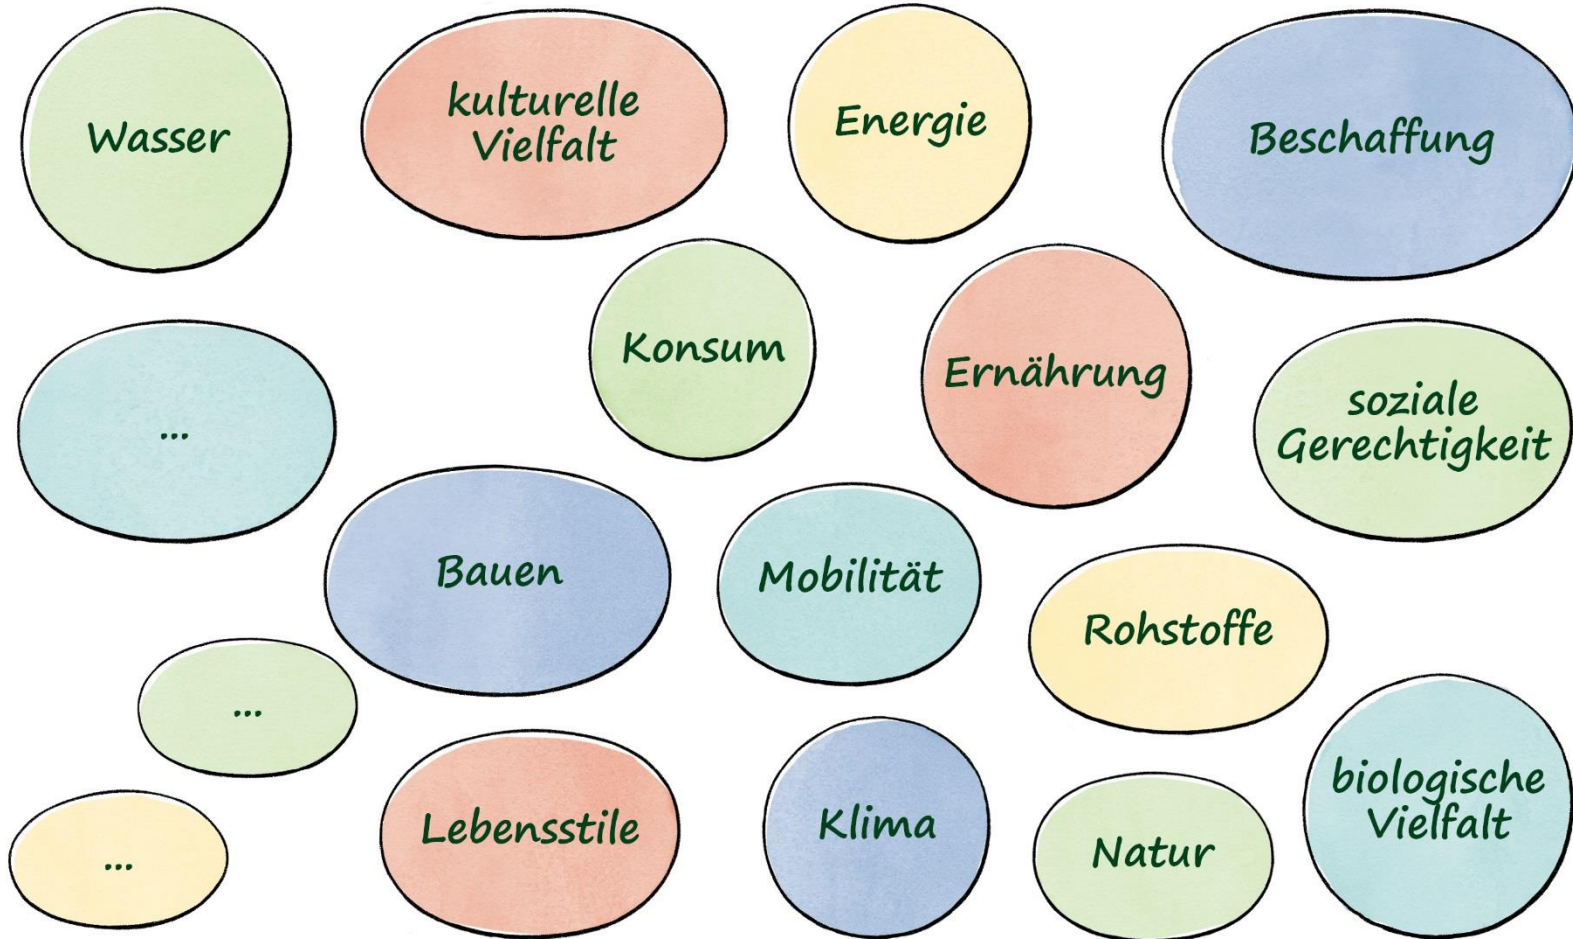 Wasser
kulturelle
Vielfalt
Energie
Beschaffung
Konsum
Ernährung
soziale
Gerechtigkeit
...
Bauen
Mobilität
Rohstoffe
...
biologische
Vielfalt
Lebensstile
Klima
Natur
...